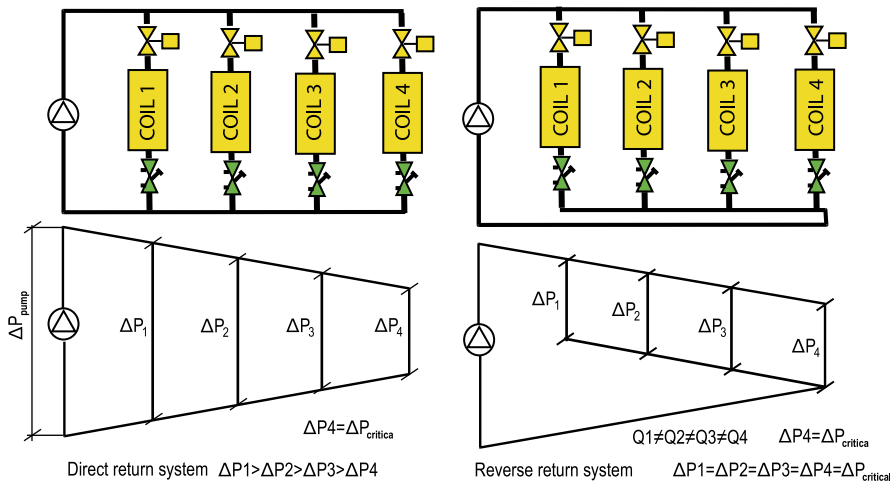 COIL 1
COIL 2
COIL 3
COIL 4
ΔPpump
ΔP1
ΔP2
ΔP3
ΔP4
ΔP4=ΔPcritica
Direct return system ΔP1>ΔP2>ΔP3>ΔP4
COIL 1
COIL 2
COIL 3
COIL 4
ΔP1
ΔP2
ΔP3
ΔP4
Q1≠Q2≠Q3≠Q4 ΔP4=ΔPcritica
Reverse return system ΔP1=ΔP2=ΔP3=ΔP4=ΔPcritical